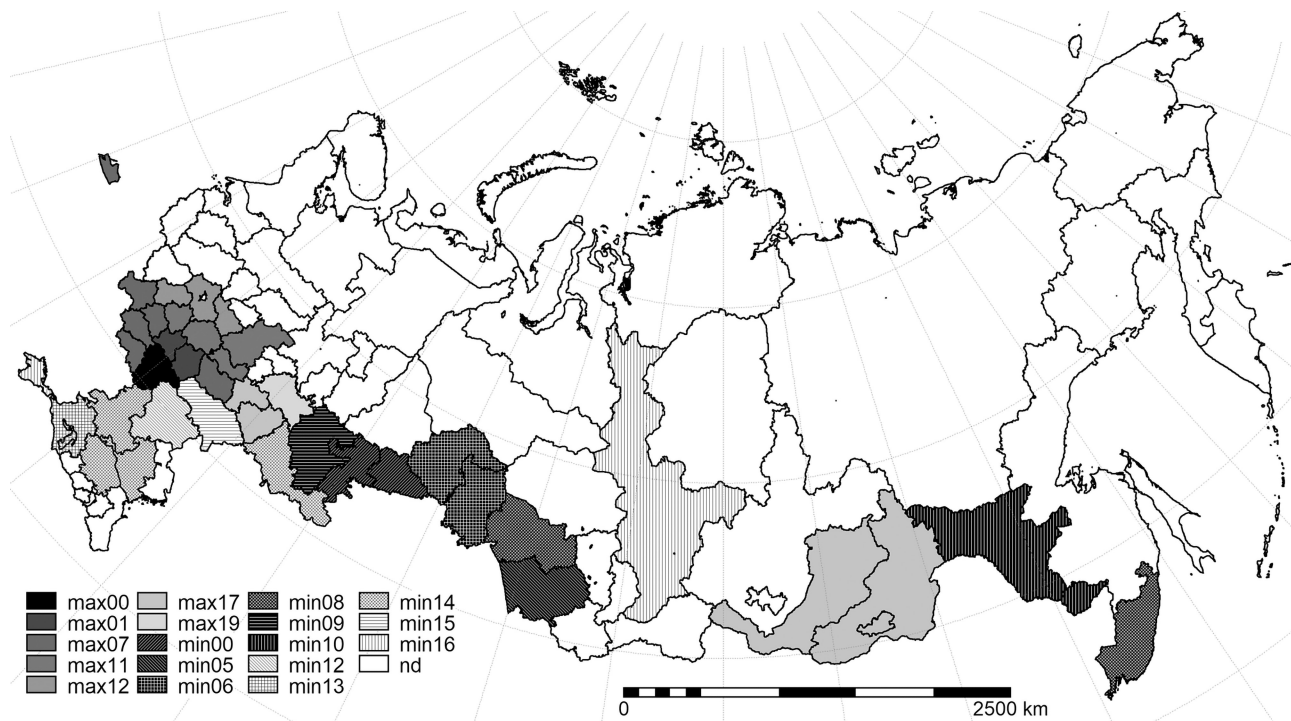 max00 max17 min08 min14
max01 max19 min09 min15
max07 min00 min10 min16
max11 min05 min12 nd
max12 min06 min13
0 2500 km